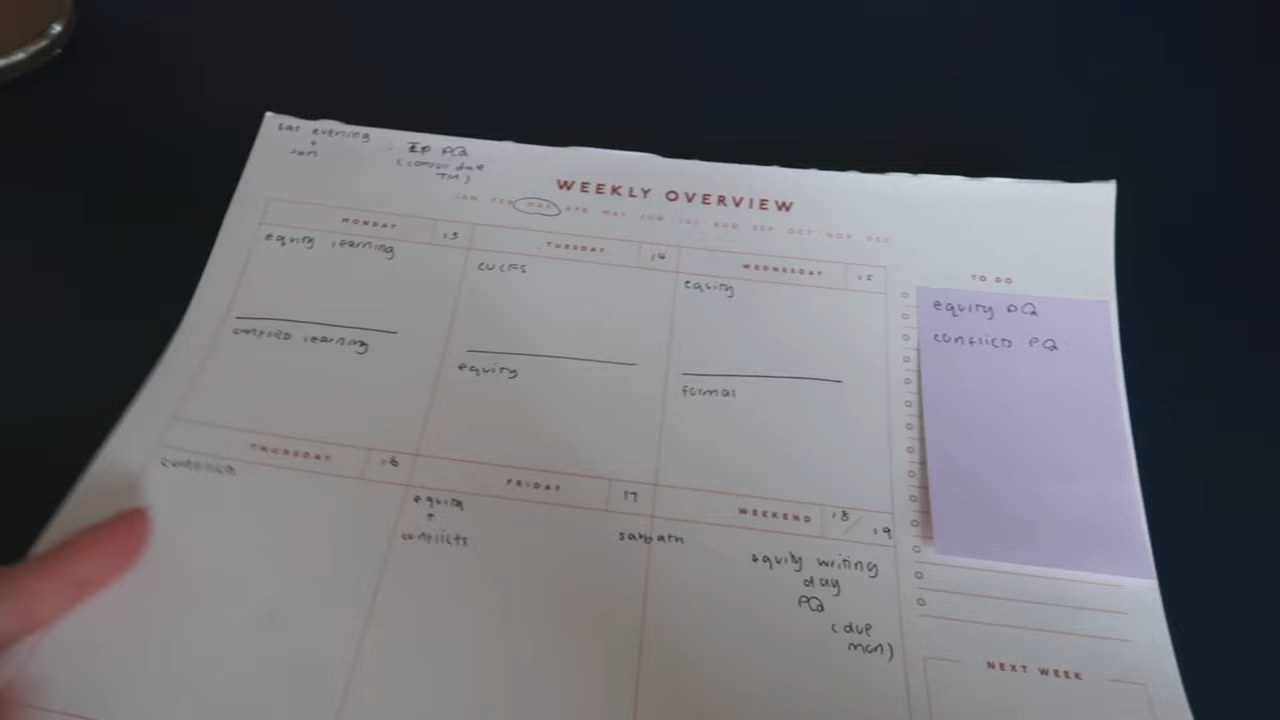 sat evening : IP PQ
+
sun
TM)
WEEKLY OVERVIEW
JAN FEB MAR APR MAY JUN JUL AUG SEP OCT NOV DEC
MONDAY 13
equity learning
conflicts learning
TUESDAY 14
CUCFS
equity
WEDNESDAY 15
equity
formal
THURSDAY 16
conflicts
FRIDAY 17
equity
+
conflicts
sabbath
WEEKEND 18 / 19
equity writing
day
PQ
(due
mon)
TO DO
equity PQ
conflicts PQ
NEXT WEEK